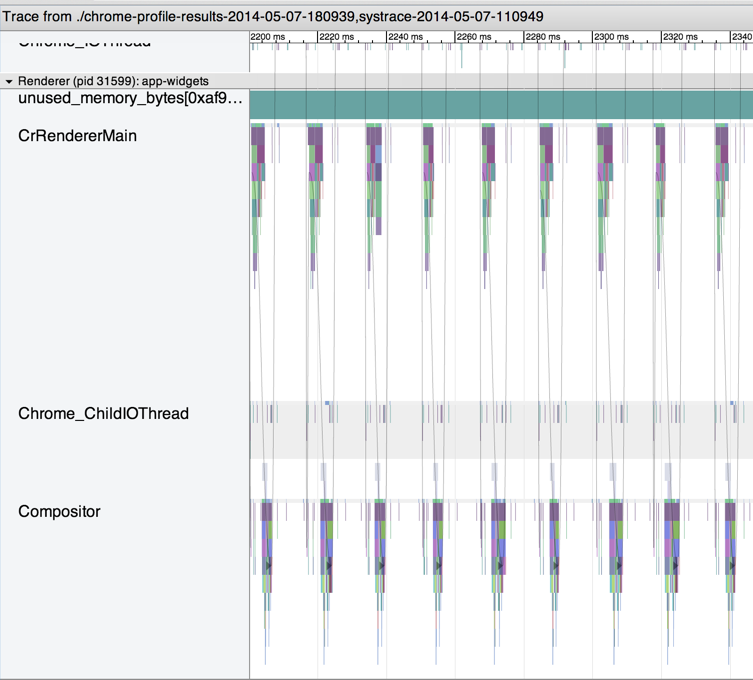 Trace from ./chrome-profile-results-2014-05-07-180939,systrace-2014-05-07-110949
2200 ms 2220 ms 2240 ms 2260 ms 2280 ms 2300 ms 2320 ms 2340
Chrome_IOThread
Renderer (pid 31599): app-widgets
unused_memory_bytes[0xaf9...
CrRendererMain
Chrome_ChildIOThread
Compositor